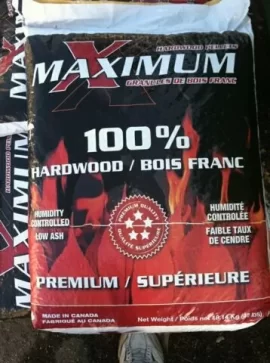 HARDWOOD PELLETS
MAXIMUM
GRANULES DE BOIS FRANC
100%
HARDWOOD / BOIS FRANC
HUMIDITY
CONTROLLED
LOW ASH
PREMIUM QUALITY
QUALITÉ SUPÉRIEURE
HUMIDITÉ
CONTRÔLÉE
FAIBLE TAUX
DE CENDRE
PREMIUM / SUPÉRIEURE
MADE IN CANADA
FABRIQUÉ AU CANADA
Net Weight / Poids net
MAXIMUM